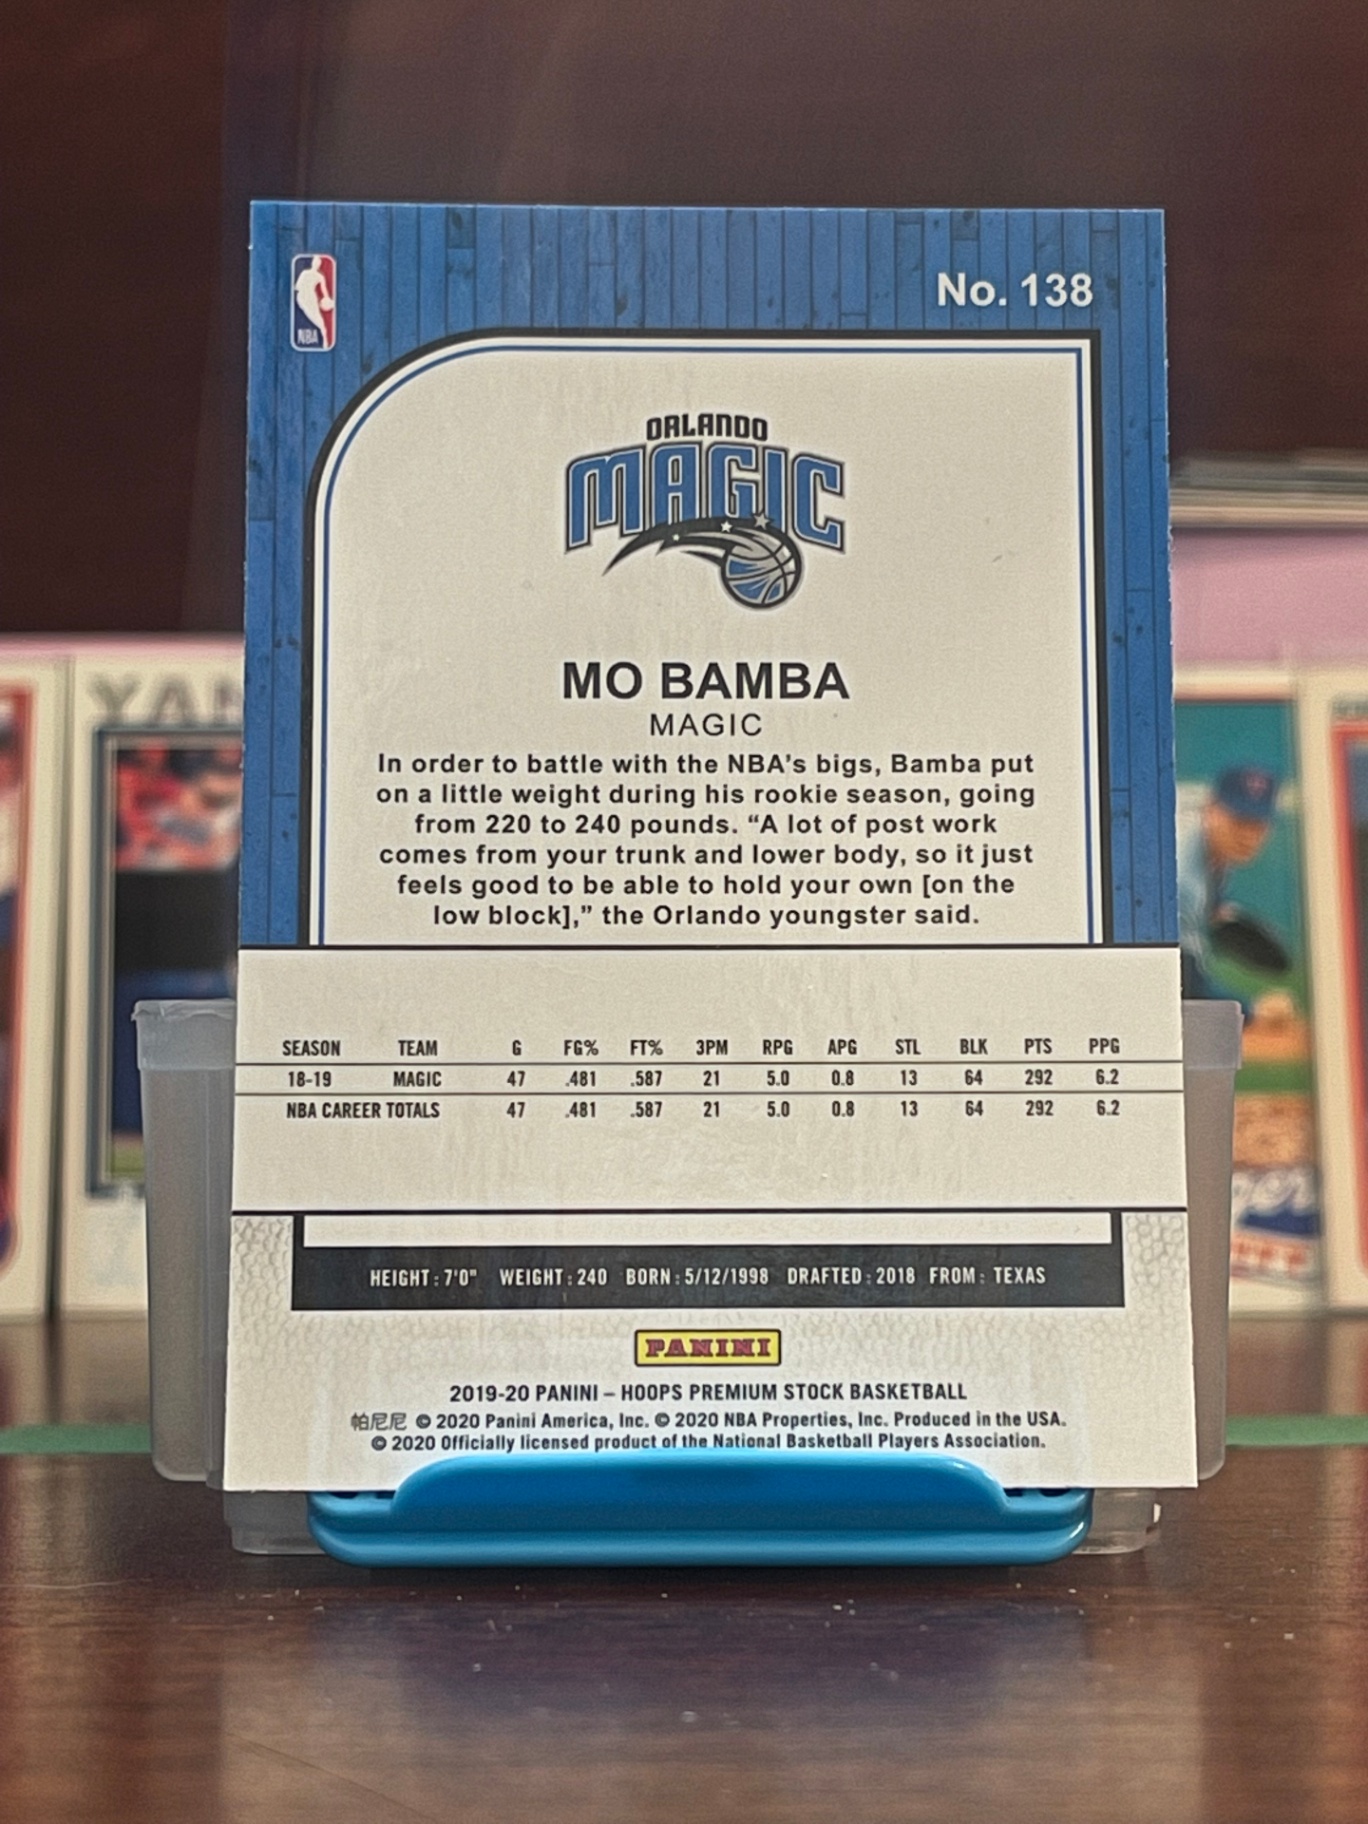 NBA
No. 138
ORLANDO
MAGIC
MO BAMBA
MAGIC
In order to battle with the NBA’s bigs, Bamba put
on a little weight during his rookie season, going
from 220 to 240 pounds. “A lot of post work
comes from your trunk and lower body, so it just
feels good to be able to hold your own [on the
low block],” the Orlando youngster said.
SEASON TEAM G FG% FT% 3PM RPG APG STL BLK PTS PPG
18-19 MAGIC 47 .481 .587 21 5.0 0.8 13 64 292 6.2
NBA CAREER TOTALS 47 .481 .587 21 5.0 0.8 13 64 292 6.2
HEIGHT: 7'0" WEIGHT: 240 BORN: 5/12/1998 DRAFTED: 2018 FROM: TEXAS
PANINI
2019-20 PANINI – HOOPS PREMIUM STOCK BASKETBALL
帕尼尼 © 2020 Panini America, Inc. © 2020 NBA Properties, Inc. Produced in the USA.
© 2020 Officially licensed product of the National Basketball Players Association.